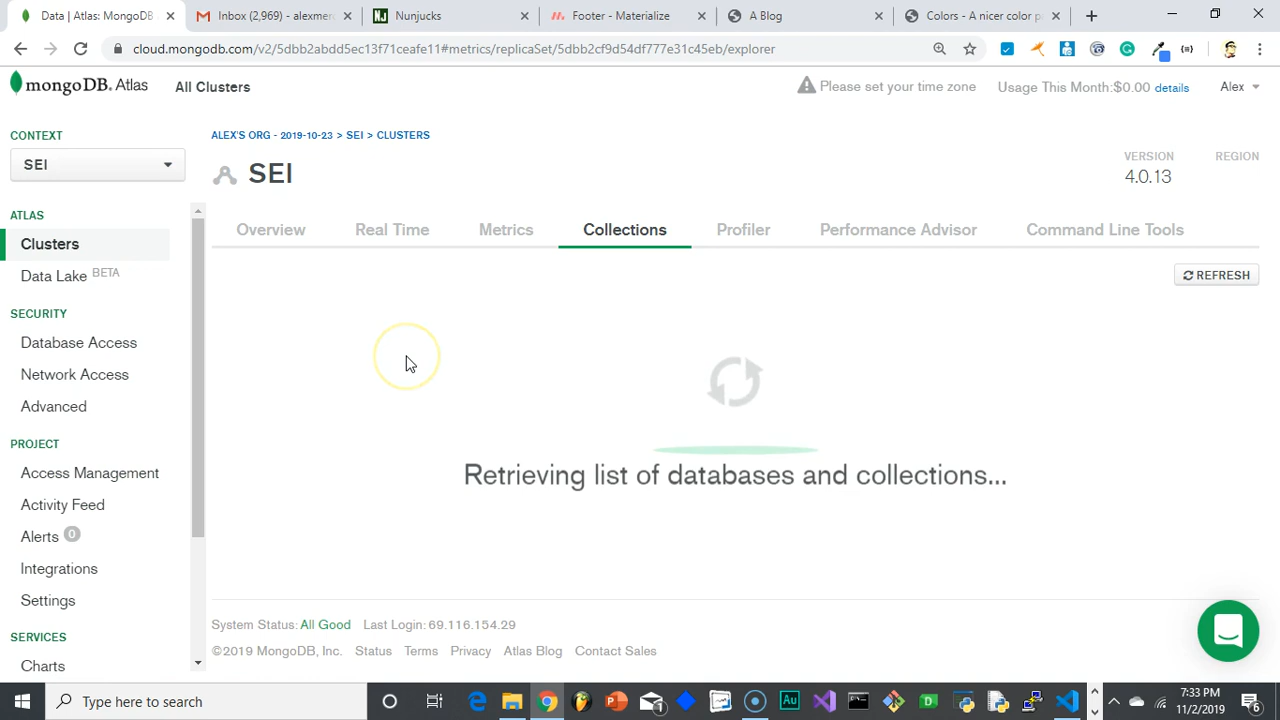 Data | Atlas: MongoDB
Inbox (2,969) - alexmer
Nunjucks
Footer - Materialize
A Blog
Colors - A nicer color p
cloud.mongodb.com/v2/5dbb2abdd5ec13f71ceafe11#metrics/replicaSet/5dbb2cf9d54df777e31c45eb/explorer
mongoDB. Atlas
All Clusters
Please set your time zone
Usage This Month:$0.00 details
Alex
CONTEXT
SEI
ATLAS
Clusters
Data Lake BETA
SECURITY
Database Access
Network Access
Advanced
PROJECT
Access Management
Activity Feed
Alerts 0
Integrations
Settings
SERVICES
Charts
ALEX'S ORG - 2019-10-23 > SEI > CLUSTERS
SEI
VERSION
4.0.13
REGION
Overview
Real Time
Metrics
Collections
Profiler
Performance Advisor
Command Line Tools
REFRESH
Retrieving list of databases and collections...
System Status: All Good Last Login: 69.116.154.29
©2019 MongoDB, Inc. Status Terms Privacy Atlas Blog Contact Sales
Type here to search
7:33 PM
11/2/2019
6